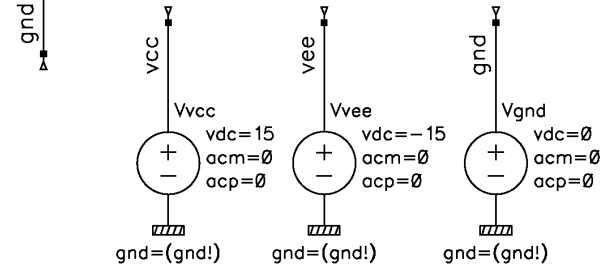 gnd
vcc
vee
gnd
Vvcc
vdc=15
acm=0
acp=0
Vvee
vdc=-15
acm=0
acp=0
Vgnd
vdc=0
acm=0
acp=0
gnd=(gnd!)
gnd=(gnd!)
gnd=(gnd!)